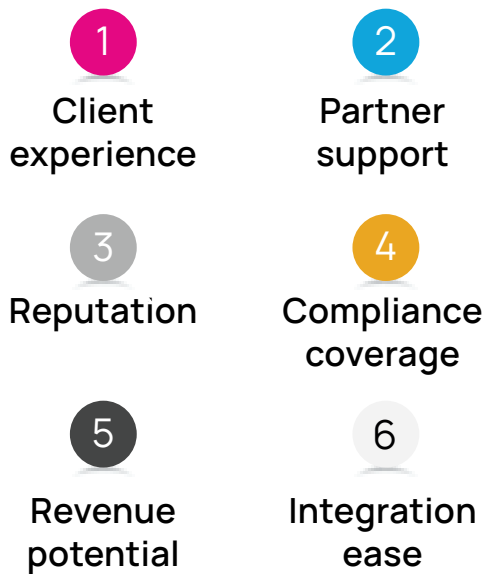 1
Client
experience
2
Partner
support
3
Reputation
4
Compliance
coverage
5
Revenue
potential
6
Integration
ease